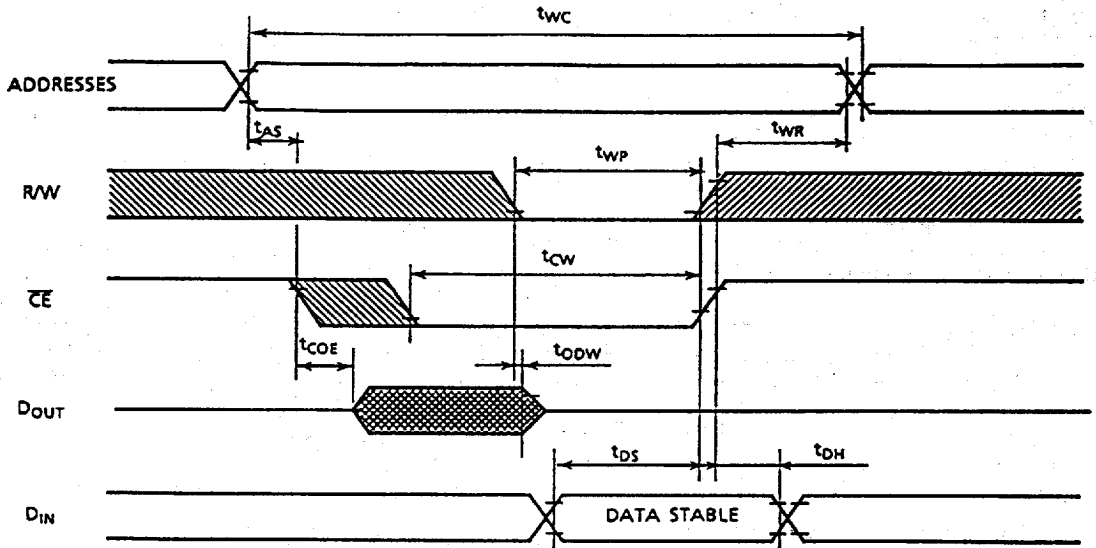 tWC
ADDRESSES
tAS
tWR
tWP
R/W
tCW
CE
tCOE
tODW
DOUT
tDS
tDH
DIN
DATA STABLE